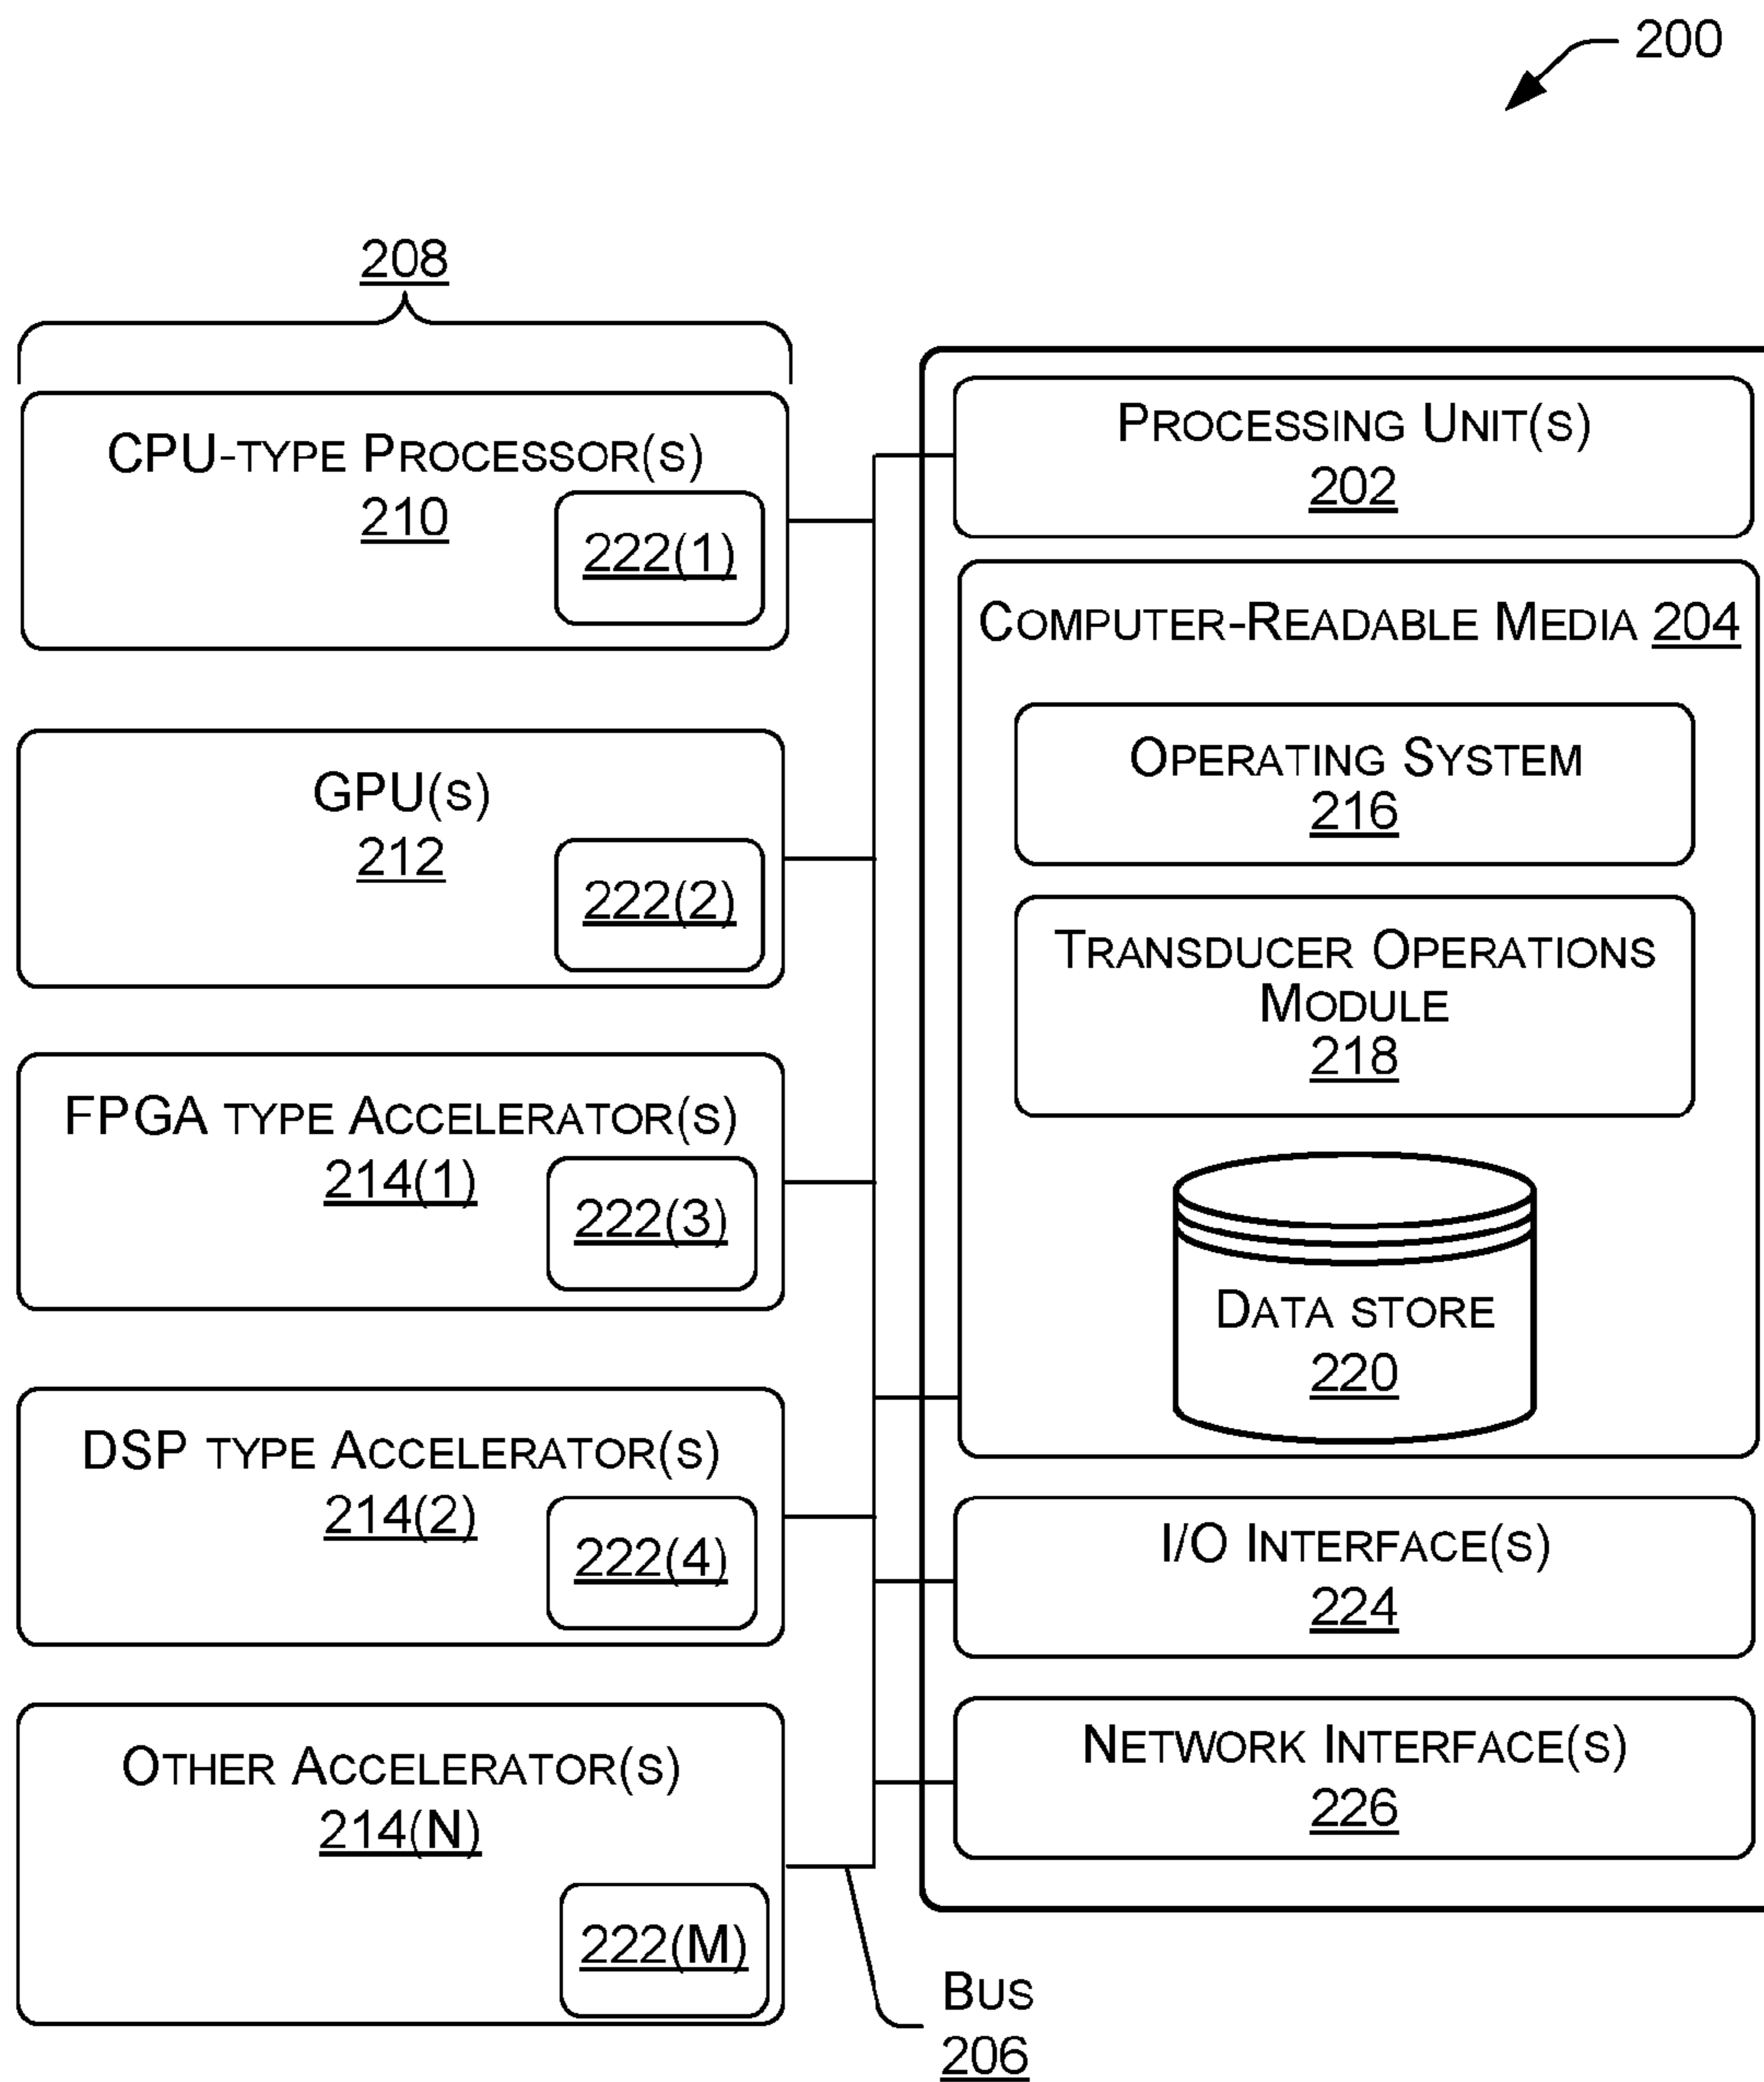 200
208
CPU-TYPE PROCESSOR(S)
210
222(1)
GPU(S)
212
222(2)
FPGA TYPE ACCELERATOR(S)
214(1)
222(3)
DSP TYPE ACCELERATOR(S)
214(2)
222(4)
OTHER ACCELERATOR(S)
214(N)
222(M)
PROCESSING UNIT(S)
202
COMPUTER-READABLE MEDIA 204
OPERATING SYSTEM
216
TRANSDUCER OPERATIONS
MODULE
218
DATA STORE
220
I/O INTERFACE(S)
224
NETWORK INTERFACE(S)
226
BUS
206